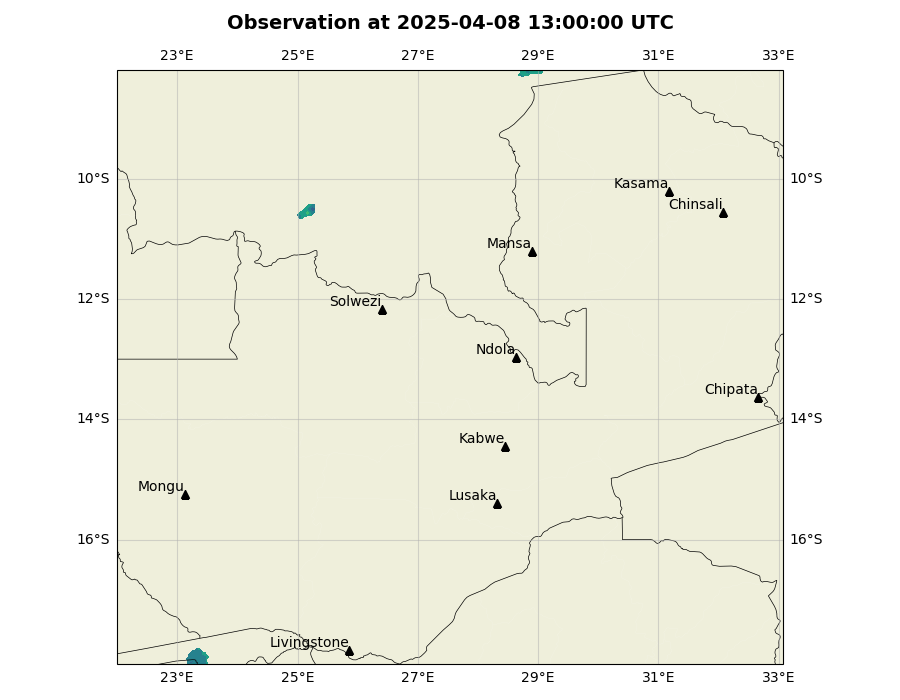 Observation at 2025-04-08 13:00:00 UTC
23°E 25°E 27°E 29°E 31°E 33°E
10°S 10°S
Kasama
Chinsali
Mansa
12°S 12°S
Solwezi
Ndola
Chipata
14°S 14°S
Kabwe
Mongu
Lusaka
16°S 16°S
Livingstone
23°E 25°E 27°E 29°E 31°E 33°E